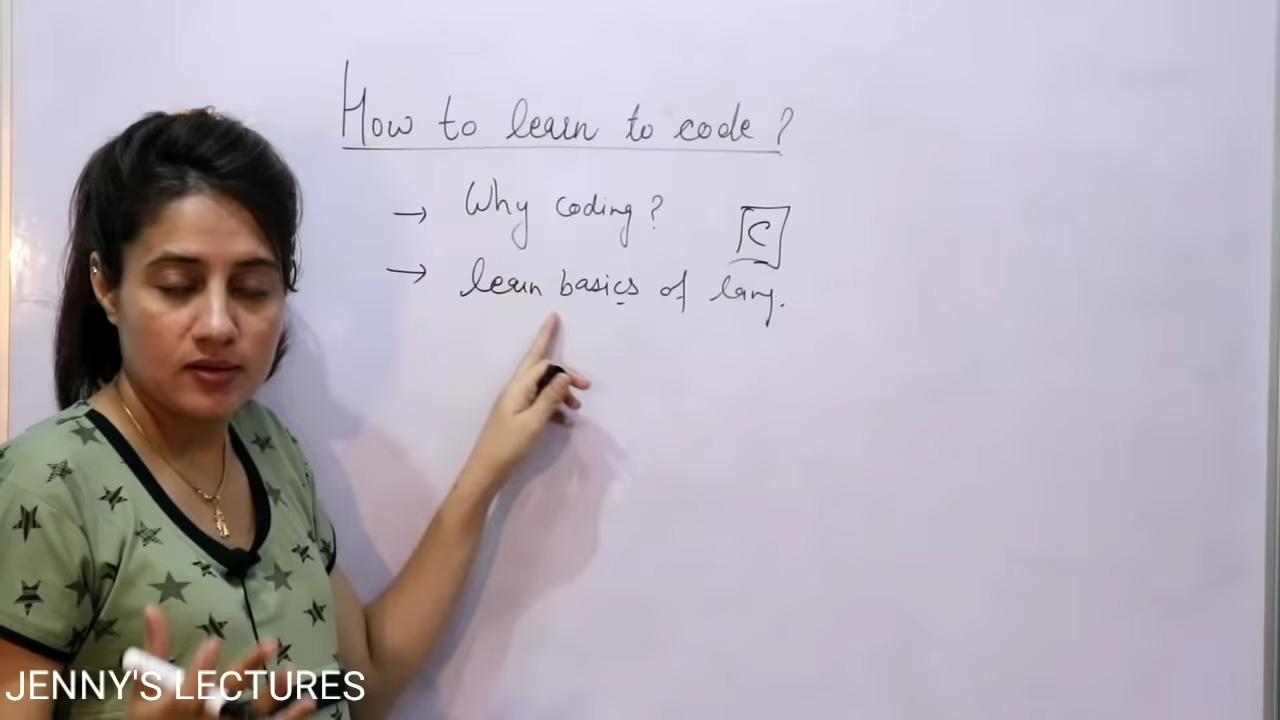 How to learn to code ?
→ Why coding ?
C
→ learn basics of lang.
JENNY'S LECTURES